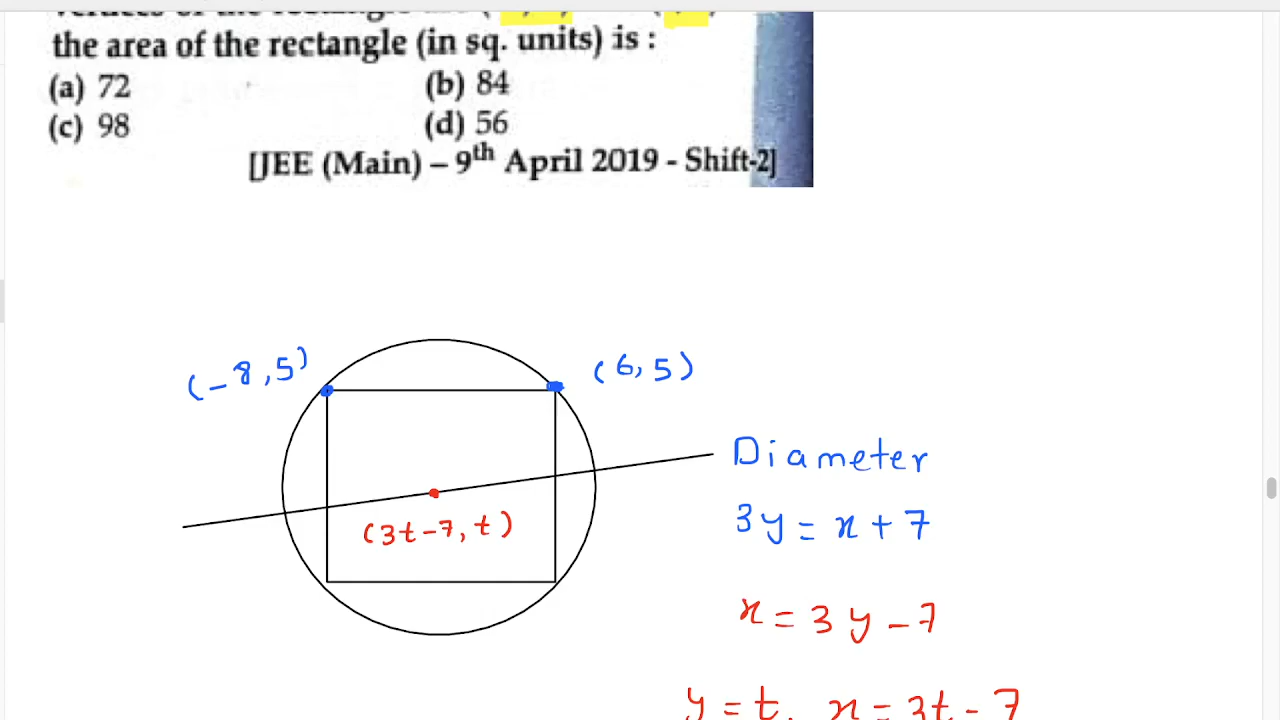 the area of the rectangle (in sq. units) is :
(a) 72 (b) 84
(c) 98 (d) 56
[JEE (Main) – 9th April 2019 - Shift-2]
(-8,5) (6,5)
Diameter
3y = x + 7
(3t-7, t)
x = 3y - 7
y = t, x = 3t - 7